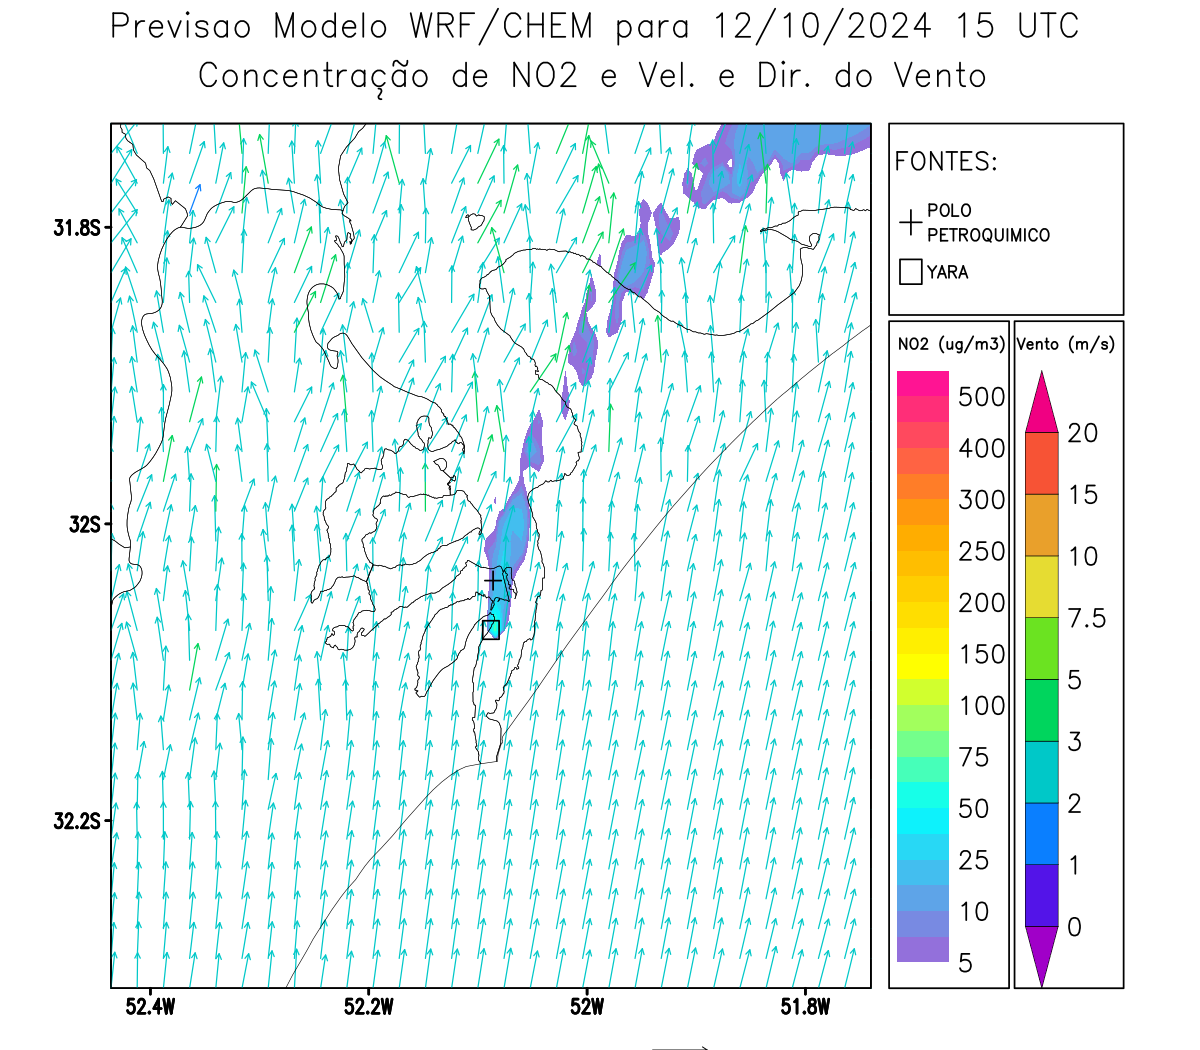 Previsao Modelo WRF/CHEM para 12/10/2024 15 UTC
Concentração de NO2 e Vel. e Dir. do Vento
FONTES:
POLO
PETROQUIMICO
YARA
31.8S
32S
32.2S
52.4W
52.2W
52W
51.8W
NO2 (ug/m3)
500
400
300
250
200
150
100
75
50
25
10
5
Vento (m/s)
20
15
10
7.5
5
3
2
1
0